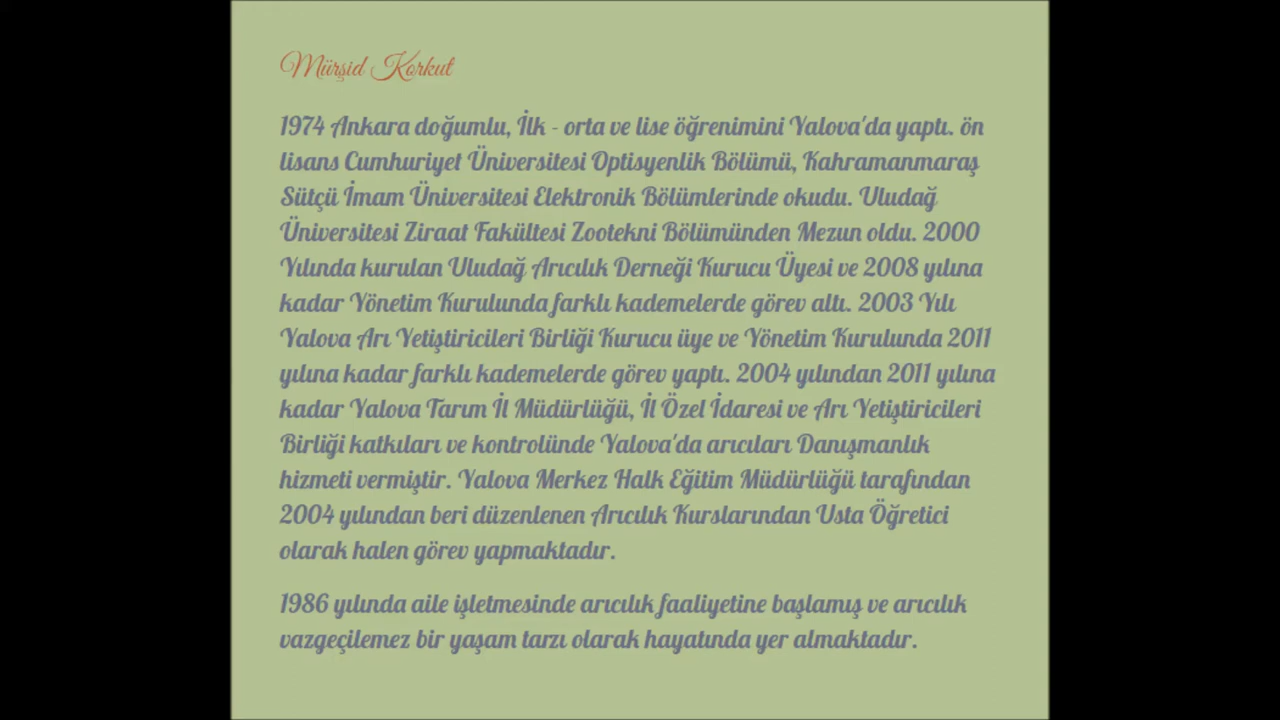 Mürşid Korkut
1974 Ankara doğumlu, İlk - orta ve lise öğrenimini Yalova'da yaptı. ön
lisans Cumhuriyet Üniversitesi Optisyenlik Bölümü, Kahramanmaraş
Sütçü İmam Üniversitesi Elektronik Bölümlerinde okudu. Uludağ
Üniversitesi Ziraat Fakültesi Zootekni Bölümünden Mezun oldu. 2000
Yılında kurulan Uludağ Arıcılık Derneği Kurucu Üyesi ve 2008 yılına
kadar Yönetim Kurulunda farklı kademelerde görev altı. 2003 Yılı
Yalova Arı Yetiştiricileri Birliği Kurucu üye ve Yönetim Kurulunda 2011
yılına kadar farklı kademelerde görev yaptı. 2004 yılından 2011 yılına
kadar Yalova Tarım İl Müdürlüğü, İl Özel İdaresi ve Arı Yetiştiricileri
Birliği katkıları ve kontrolünde Yalova'da arıcıları Danışmanlık
hizmeti vermiştir. Yalova Merkez Halk Eğitim Müdürlüğü tarafından
2004 yılından beri düzenlenen Arıcılık Kurslarından Usta Öğretici
olarak halen görev yapmaktadır.
1986 yılında aile işletmesinde arıcılık faaliyetine başlamış ve arıcılık
vazgeçilemez bir yaşam tarzı olarak hayatında yer almaktadır.